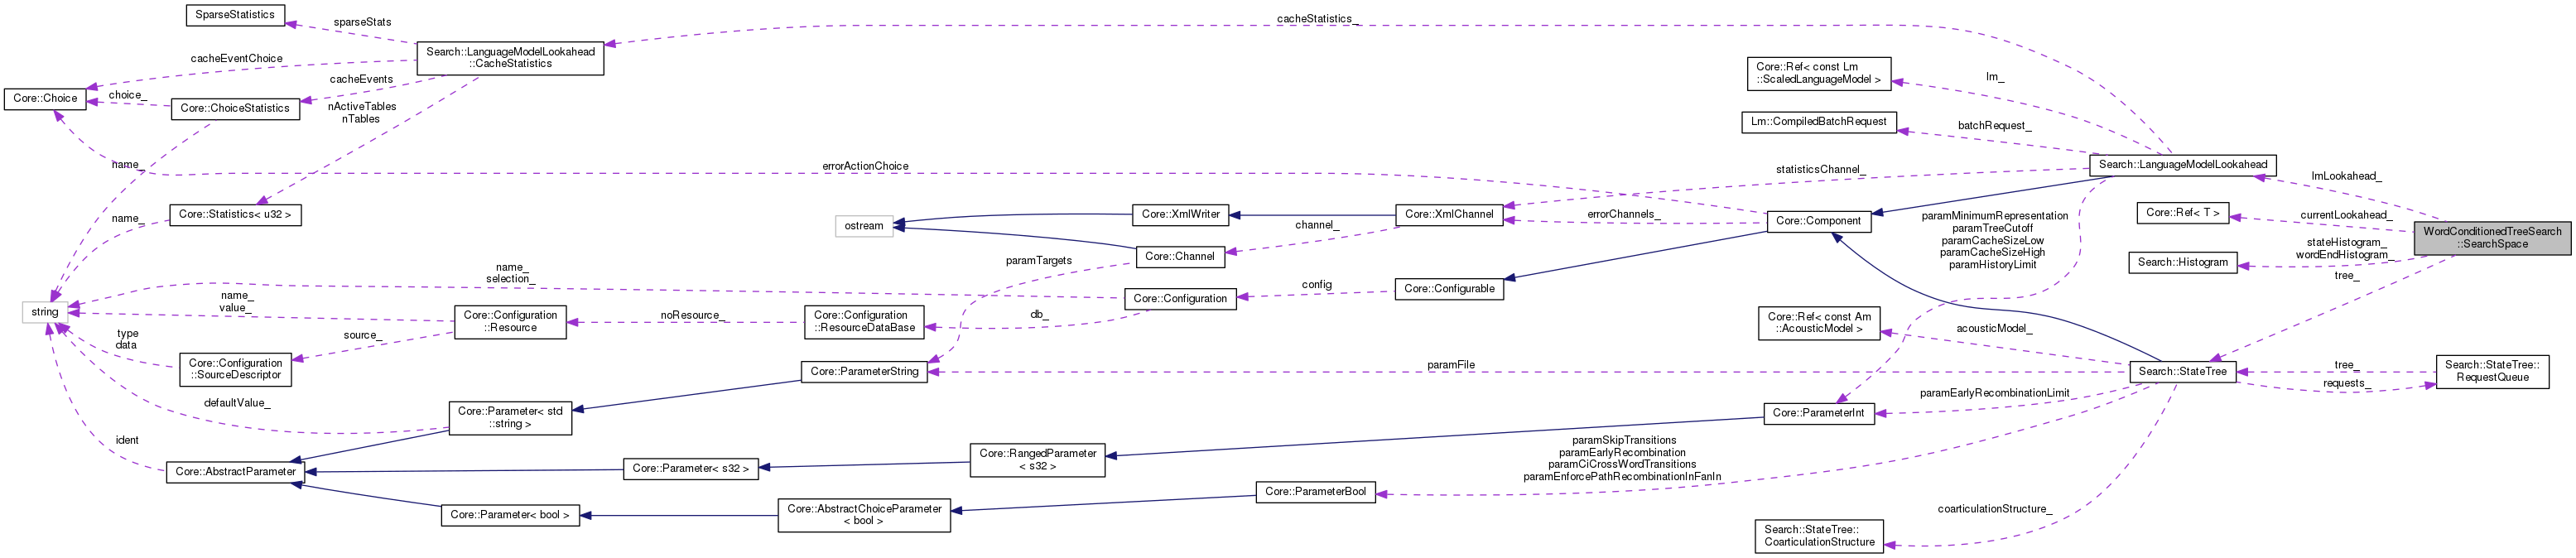 SparseStatistics
sparseStats
cacheStatistics_
Search::LanguageModelLookahead
::CacheStatistics
cacheEventChoice
cacheEvents
Core::Choice
choice_
Core::ChoiceStatistics
nActiveTables
nTables
Core::Ref< const Lm
::ScaledLanguageModel >
lm_
Lm::CompiledBatchRequest
batchRequest_
name_
errorActionChoice
statisticsChannel_
Search::LanguageModelLookahead
lmLookahead_
name_
Core::Statistics< u32 >
ostream
Core::XmlWriter
Core::XmlChannel
errorChannels_
Core::Component
paramMinimumRepresentation
paramTreeCutoff
paramCacheSizeLow
paramCacheSizeHigh
paramHistoryLimit
Core::Ref< T >
currentLookahead_
WordConditionedTreeSearch
::SearchSpace
channel_
Core::Channel
stateHistogram_
wordEndHistogram_
Search::Histogram
tree_
paramTargets
name_
selection_
Core::Configuration
config
Core::Configurable
string
name_
value_
Core::Configuration
::Resource
noResource_
Core::Configuration
::ResourceDataBase
db_
Core::Ref< const Am
::AcousticModel >
acousticModel_
type
data
source_
Core::Configuration
::SourceDescriptor
Core::ParameterString
paramFile
Search::StateTree
tree_
requests_
Search::StateTree::
RequestQueue
defaultValue_
Core::Parameter< std
::string >
Core::ParameterInt
paramEarlyRecombinationLimit
ident
Core::AbstractParameter
Core::Parameter< s32 >
Core::RangedParameter
< s32 >
paramSkipTransitions
paramEarlyRecombination
paramCiCrossWordTransitions
paramEnforcePathRecombinationInFanIn
Core::ParameterBool
Core::Parameter< bool >
Core::AbstractChoiceParameter
< bool >
coarticulationStructure_
Search::StateTree::
CoarticulationStructure